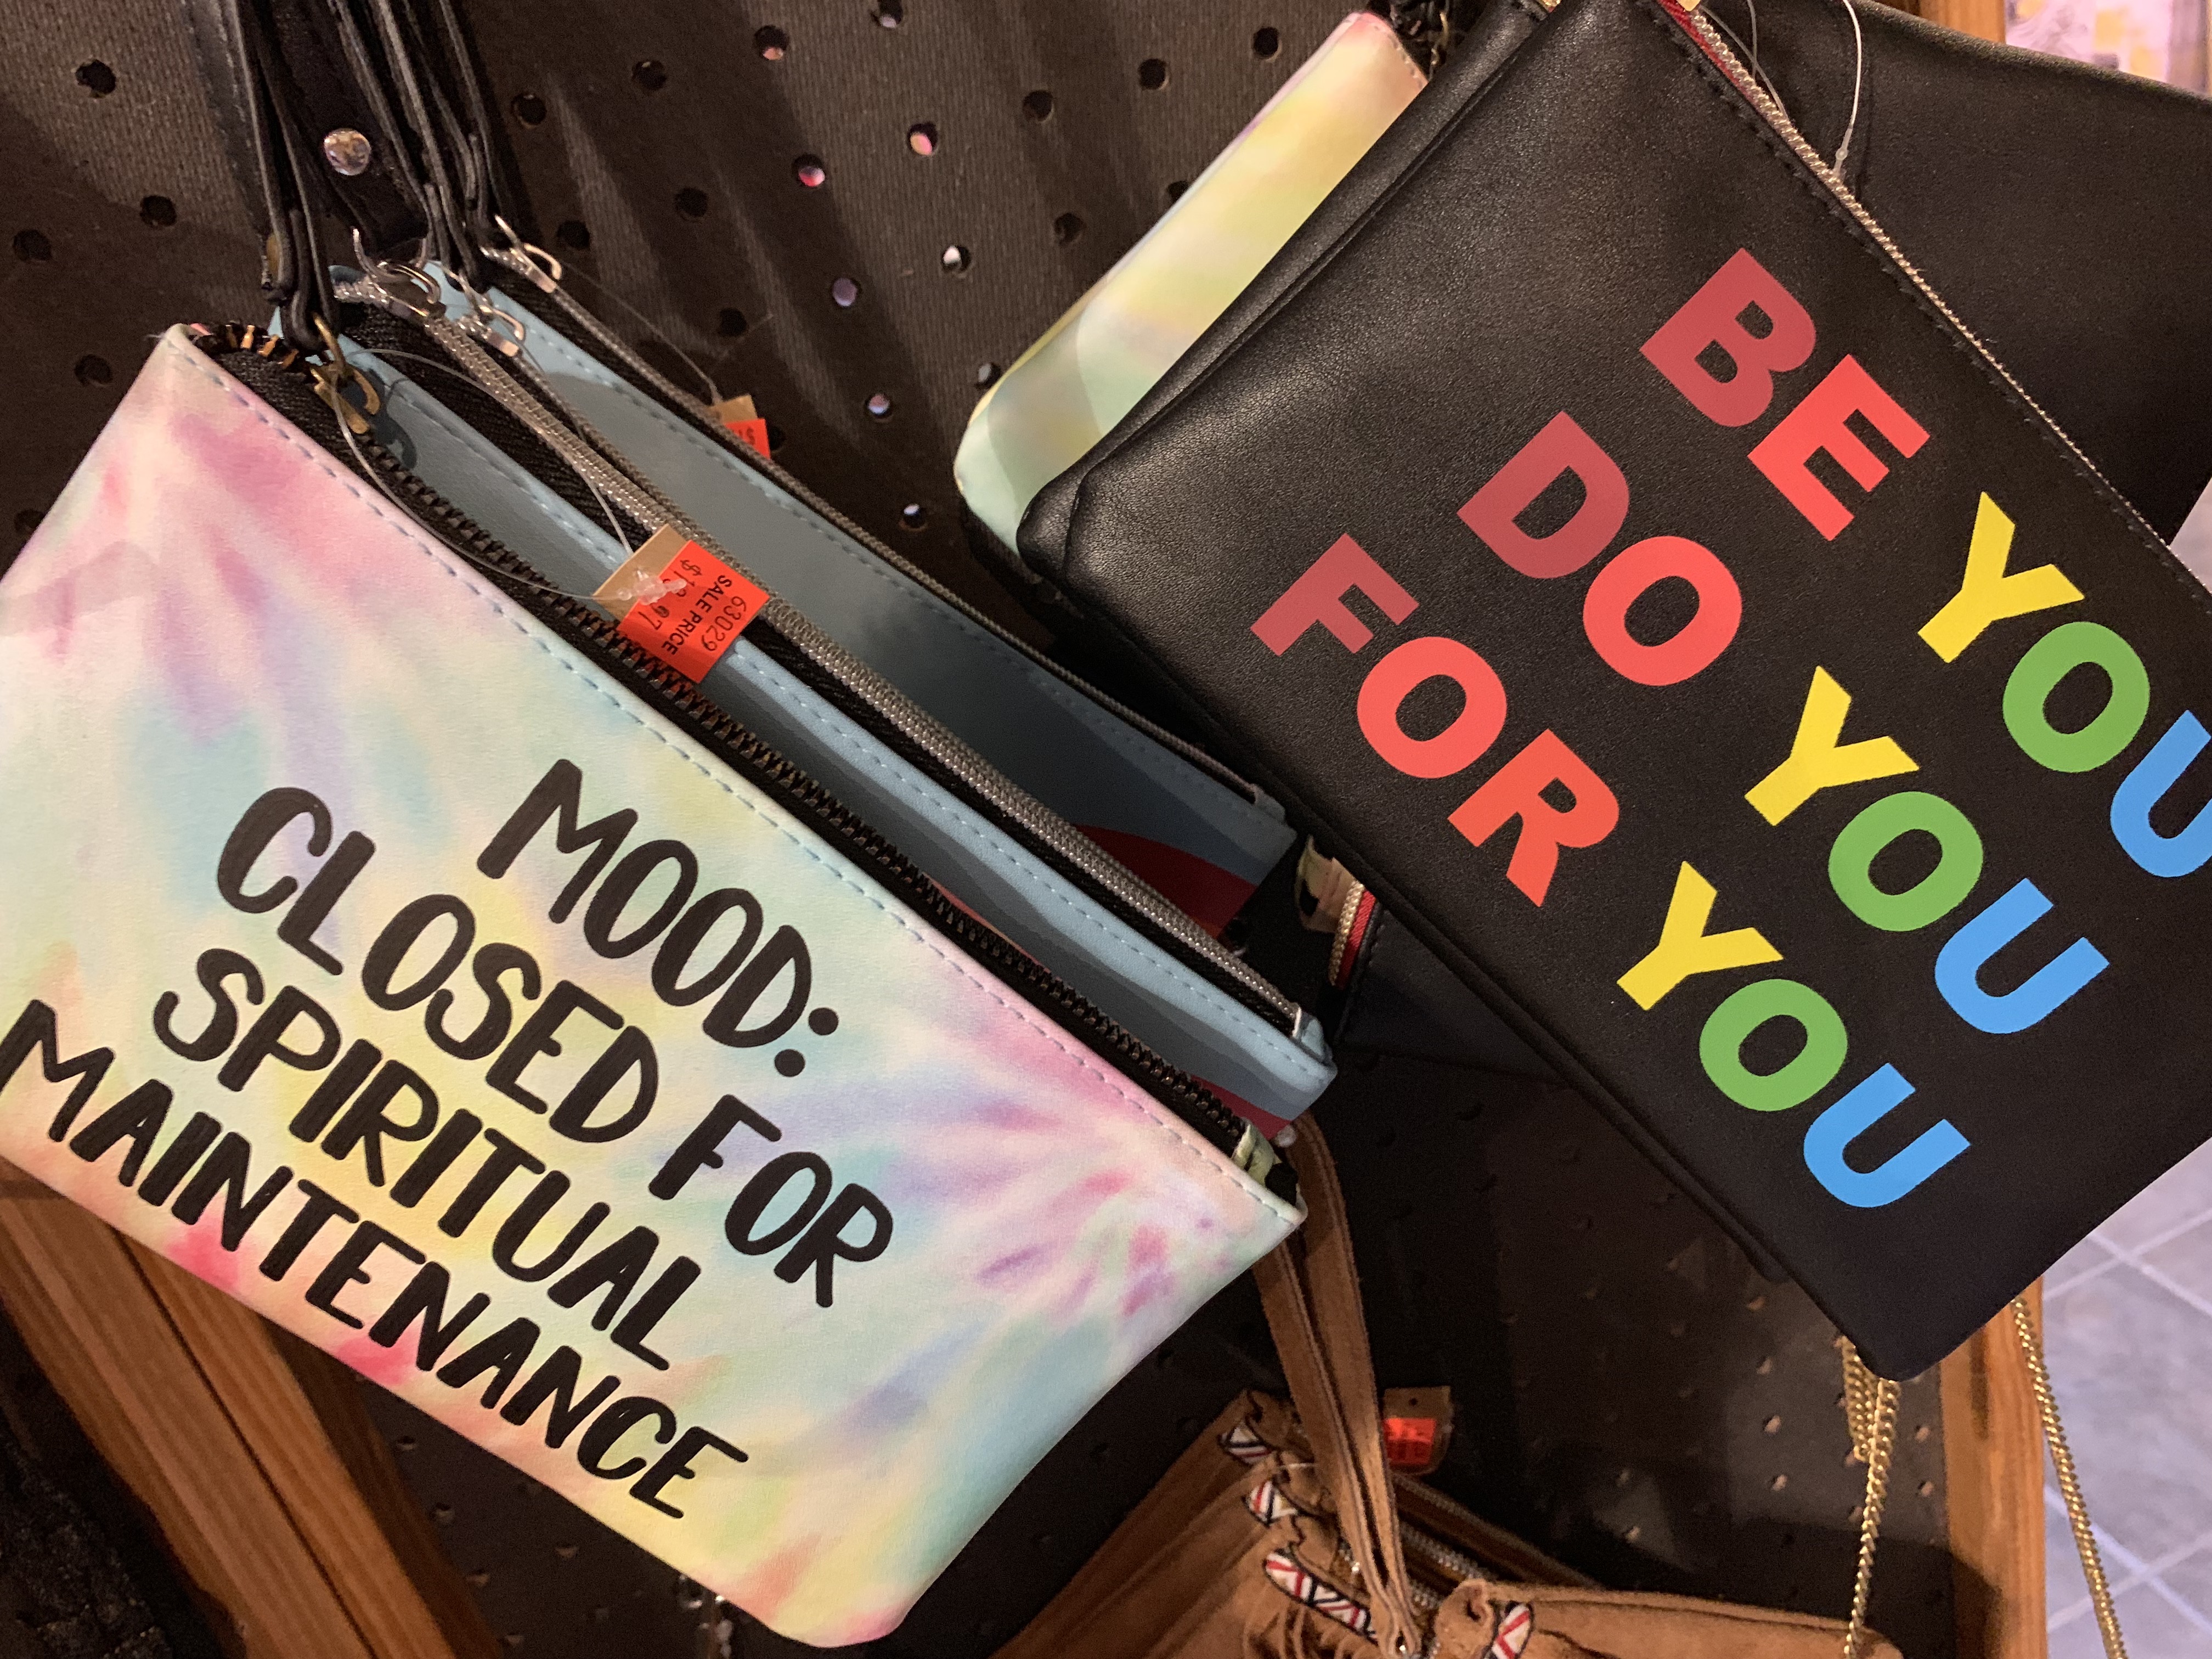 MOOD:
CLOSED FOR
SPIRITUAL
MAINTENANCE
63029
SALE PRICE
BE YOU
DO YOU
FOR YOU